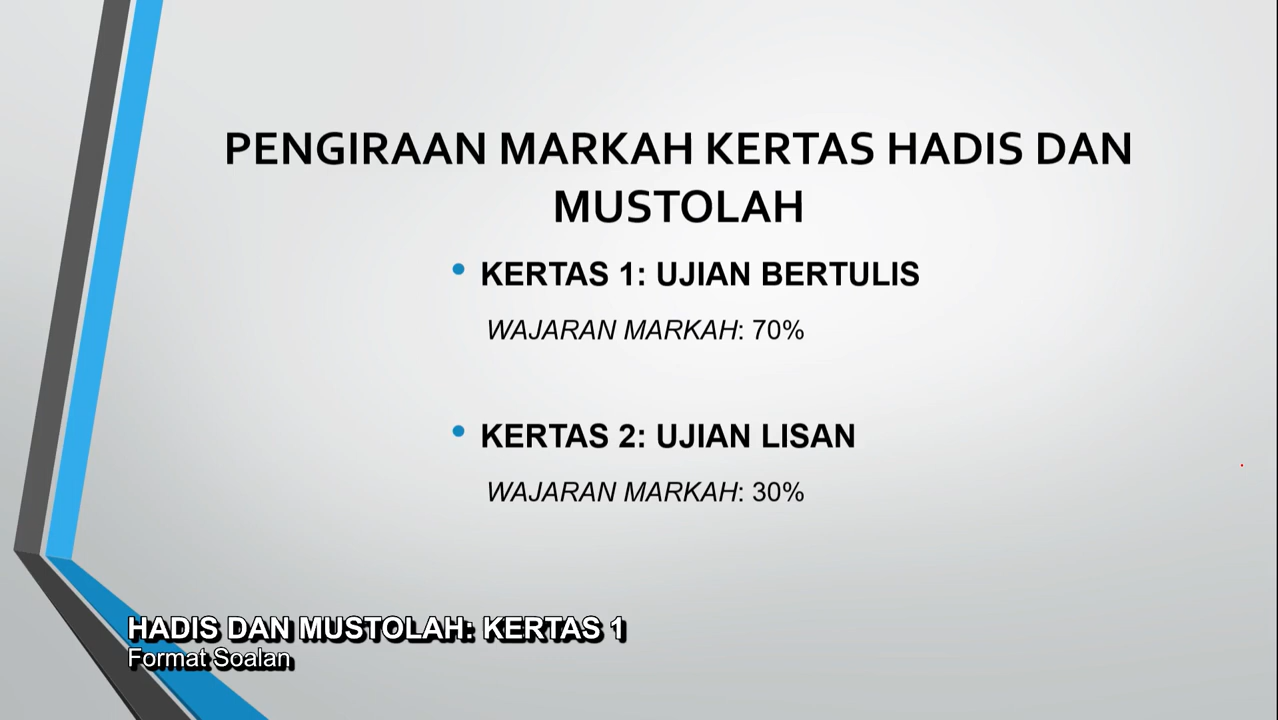 PENGIRAAN MARKAH KERTAS HADIS DAN
MUSTOLAH
• KERTAS 1: UJIAN BERTULIS
WAJARAN MARKAH: 70%
• KERTAS 2: UJIAN LISAN
WAJARAN MARKAH: 30%
HADIS DAN MUSTOLAH: KERTAS 1
Format Soalan